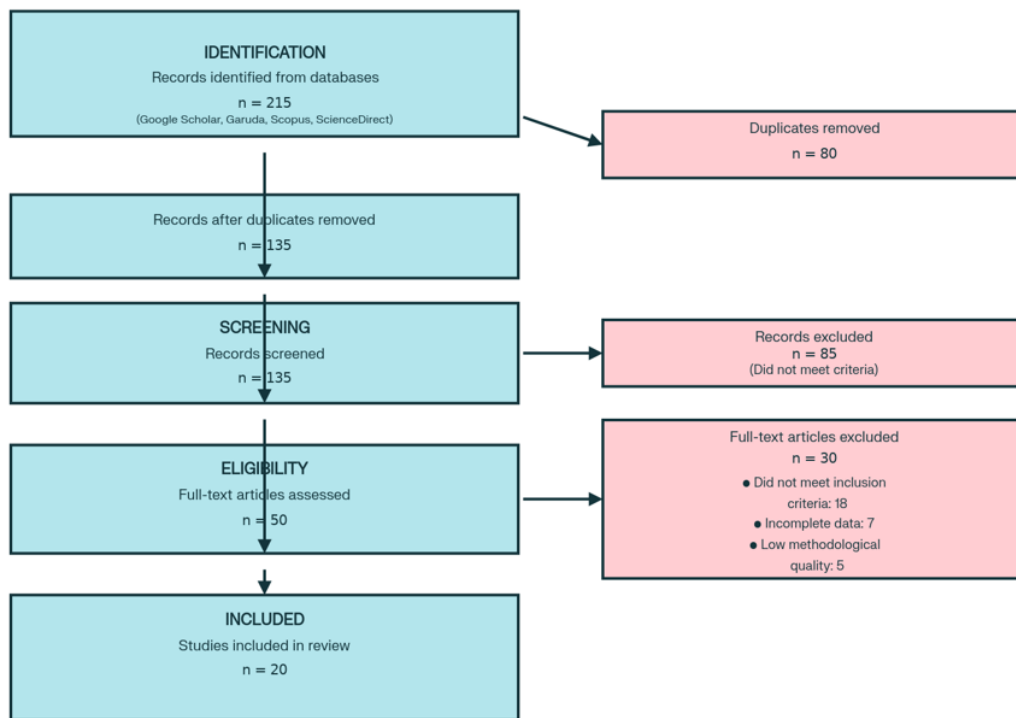 IDENTIFICATION
Records identified from databases
n = 215
(Google Scholar, Garuda, Scopus, ScienceDirect)
Duplicates removed
n = 80
Records after duplicates removed
n = 135
SCREENING
Records screened
n = 135
Records excluded
n = 85
(Did not meet criteria)
ELIGIBILITY
Full-text articles assessed
n = 50
Full-text articles excluded
n = 30
● Did not meet inclusion
criteria: 18
● Incomplete data: 7
● Low methodological
quality: 5
INCLUDED
Studies included in review
n = 20